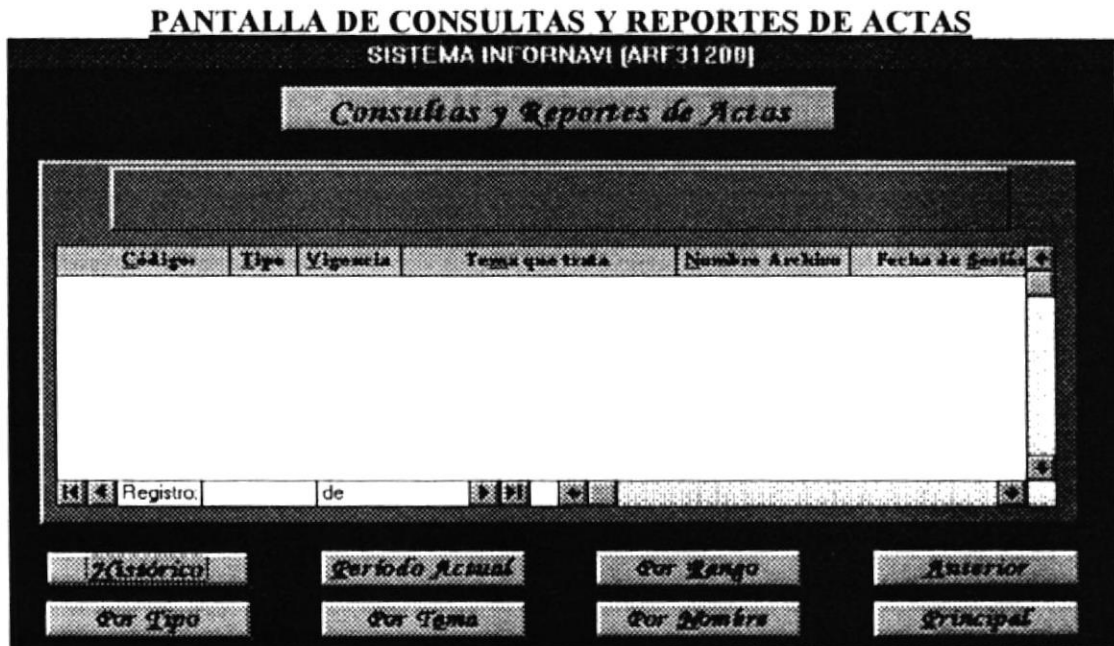 PANTALLA DE CONSULTAS Y REPORTES DE ACTAS
SISTEMA INFORNAVI (ARF31200)
Consultas y Reportes de Actas
Códigos Tipo Vigencia Tema que trata Nombre Archivo Fecha de Sesión
Registro: de
Histórico Período Actual Por Rango Anterior
Por Tipo Por Tema Por Nombre Principal